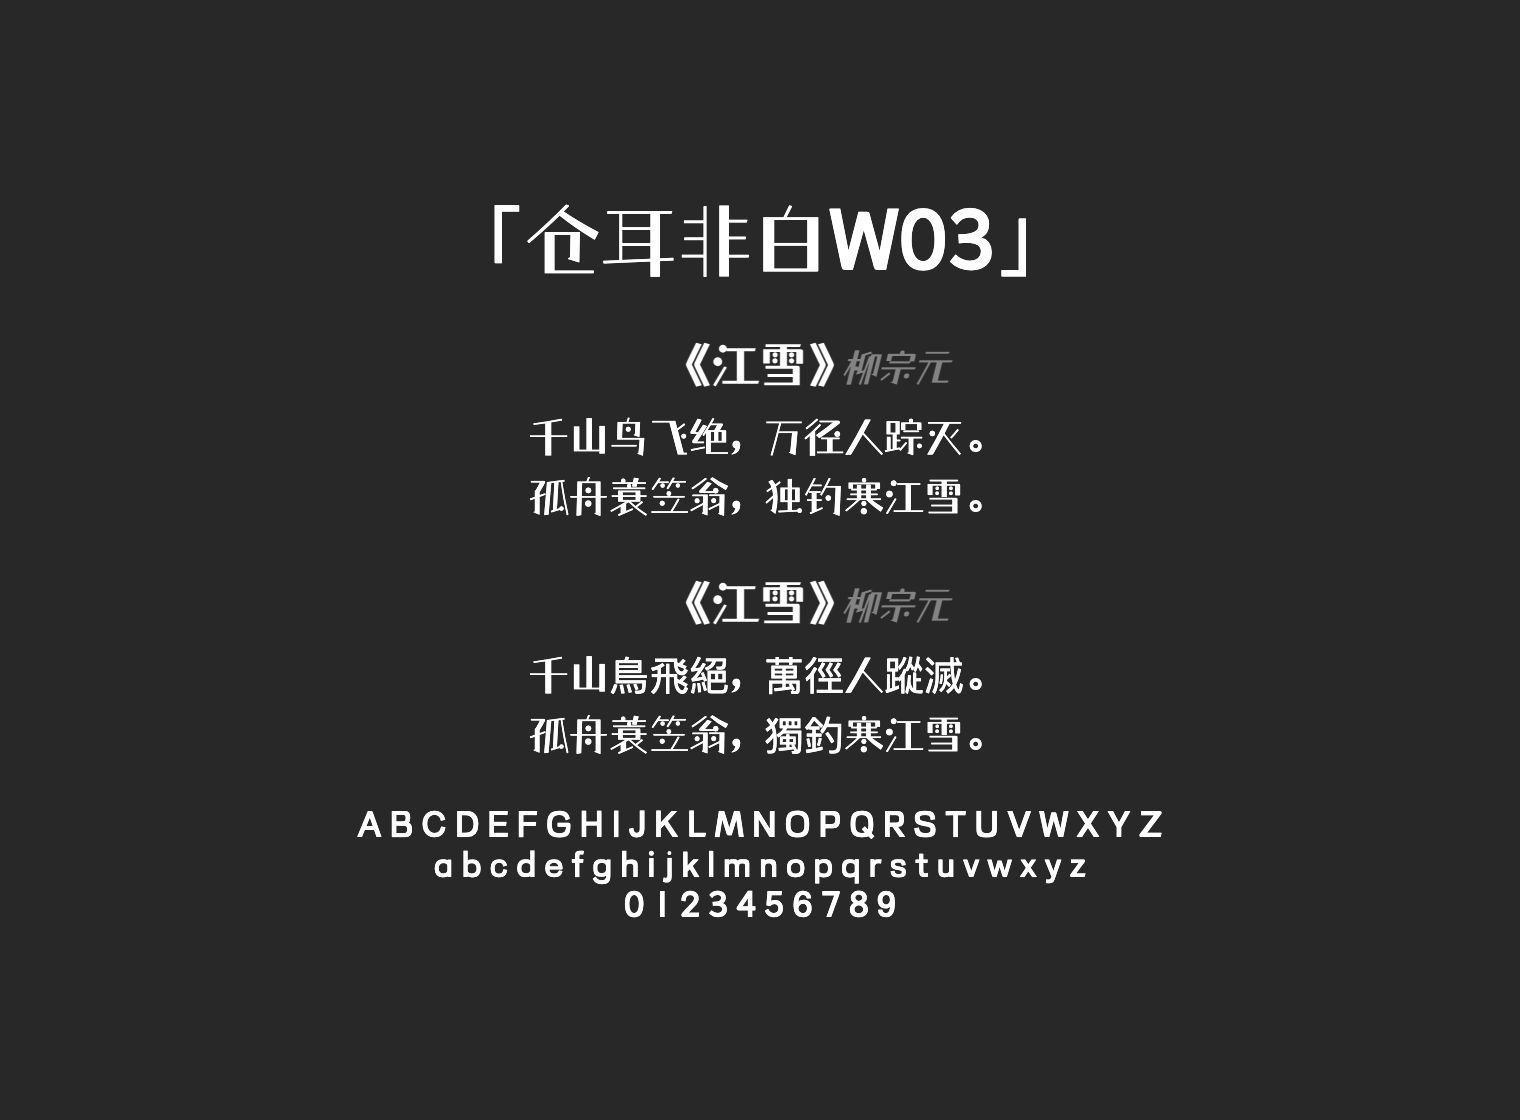 「仓耳非白W03」
《江雪》柳宗元
千山鸟飞绝，万径人踪灭。
孤舟蓑笠翁，独钓寒江雪。
《江雪》柳宗元
千山鳥飛絕，萬徑人蹤滅。
孤舟蓑笠翁，獨釣寒江雪。
ABCDEFGHIJKLMNOPQRSTUVWXYZ
abcdefghijklmnopqrstuvwxyz
0123456789